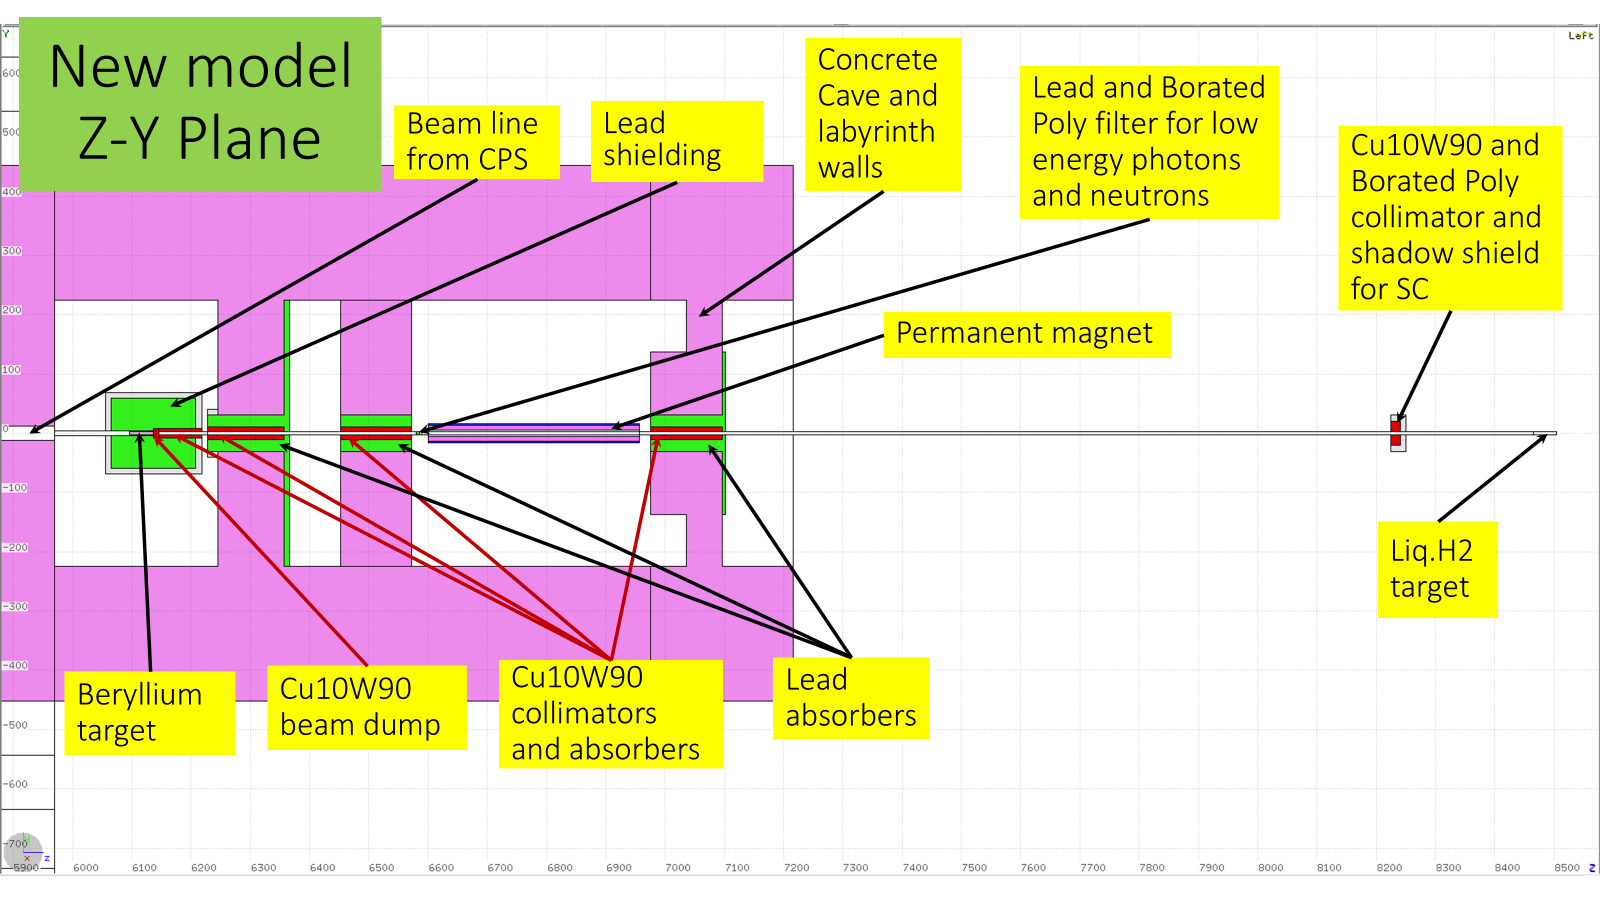 New model
Z-Y Plane
Beam line
from CPS
Lead
shielding
Concrete
Cave and
labyrinth
walls
Lead and Borated
Poly filter for low
energy photons
and neutrons
Cu10W90 and
Borated Poly
collimator and
shadow shield
for SC
Permanent magnet
Liq.H2
target
Beryllium
target
Cu10W90
beam dump
Cu10W90
collimators
and absorbers
Lead
absorbers
Y
Left
600
500
400
300
200
100
0
-100
-200
-300
-400
-500
-600
-700
y
x
z
5900 6000 6100 6200 6300 6400 6500 6600 6700 6800 6900 7000 7100 7200 7300 7400 7500 7600 7700 7800 7900 8000 8100 8200 8300 8400 8500 Z